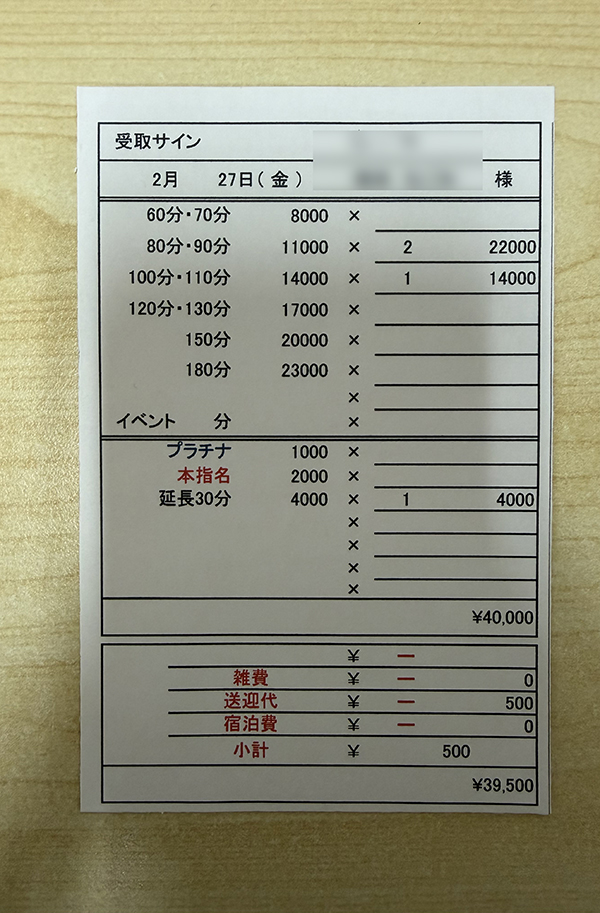 受取サイン
2月 27日(金) 様
60分・70分 8000 ×
80分・90分 11000 × 2 22000
100分・110分 14000 × 1 14000
120分・130分 17000 ×
150分 20000 ×
180分 23000 ×
×
イベント 分 ×
プラチナ 1000 ×
本指名 2000 ×
延長30分 4000 × 1 4000
×
×
×
×
¥40,000
¥ ー
雑費 ¥ ー 0
送迎代 ¥ ー 500
宿泊費 ¥ ー 0
小計 ¥ 500
¥39,500